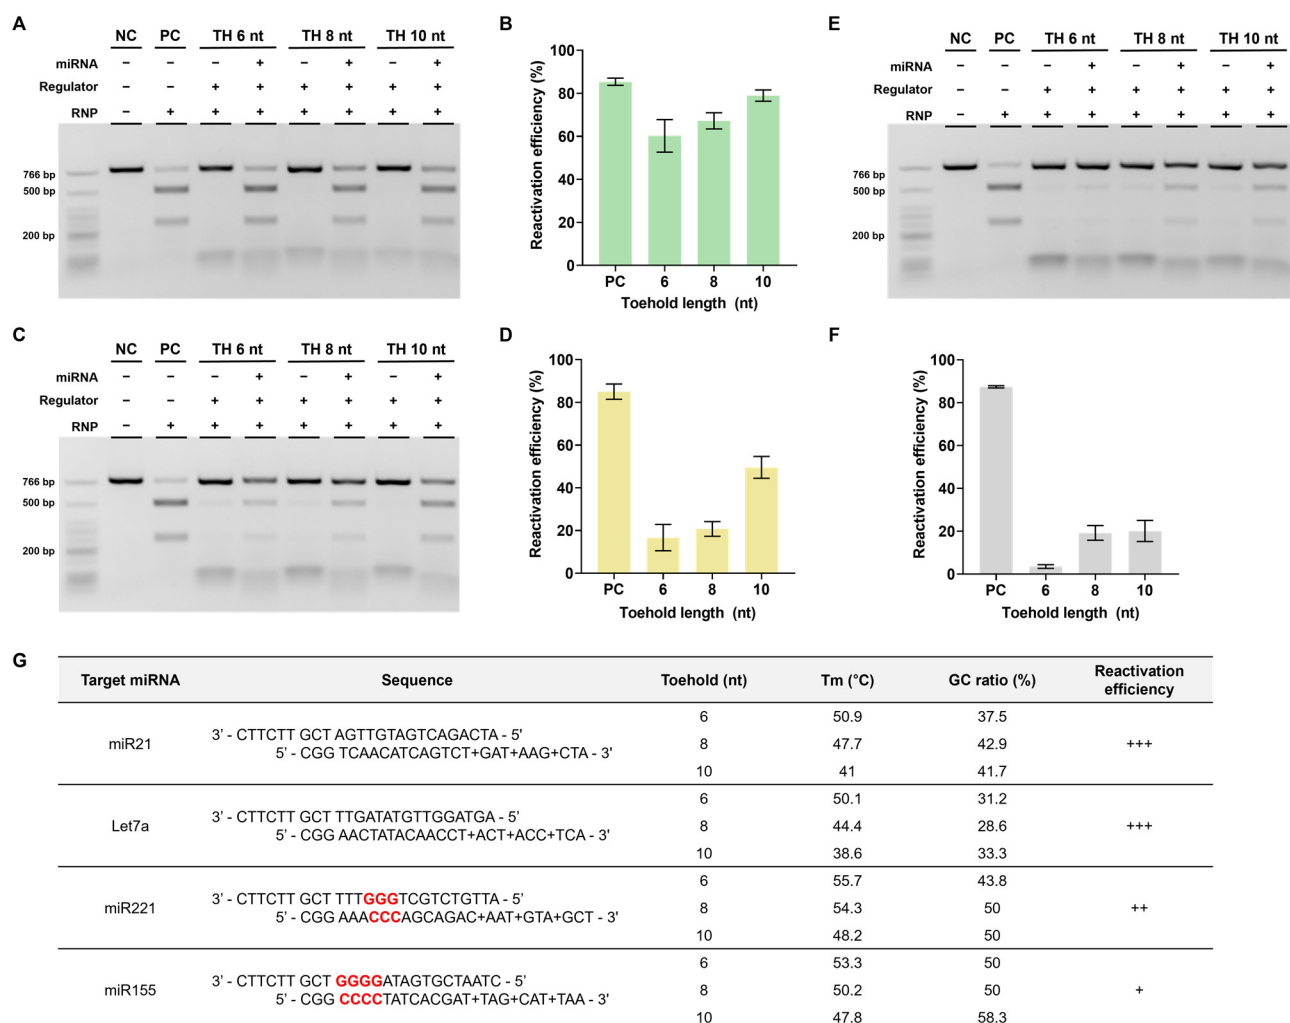 A
NC PC TH 6 nt TH 8 nt TH 10 nt
miRNA – – – + – + – +
Regulator – – + + + + + +
RNP – + + + + + + +
766 bp
500 bp
200 bp
B
Reactivation efficiency (%)
100
80
60
40
20
0
PC 6 8 10
Toehold length (nt)
E
NC PC TH 6 nt TH 8 nt TH 10 nt
miRNA – – – + – + – +
Regulator – – + + + + + +
RNP – + + + + + + +
766 bp
500 bp
200 bp
C
NC PC TH 6 nt TH 8 nt TH 10 nt
miRNA – – – + – + – +
Regulator – – + + + + + +
RNP – + + + + + + +
766 bp
500 bp
200 bp
D
Reactivation efficiency (%)
100
80
60
40
20
0
PC 6 8 10
Toehold length (nt)
F
Reactivation efficiency (%)
100
80
60
40
20
0
PC 6 8 10
Toehold length (nt)
G
Target miRNA Sequence Toehold (nt) Tm (°C) GC ratio (%) Reactivation efficiency
6 50.9 37.5
3' - CTTCTT GCT AGTTGTAGTCAGACTA - 5'
miR21 8 47.7 42.9 +++
5' - CGG TCAACATCAGTCT+GAT+AAG+CTA - 3'
10 41 41.7
6 50.1 31.2
3' - CTTCTT GCT TTGATATGTTGGATGA - 5'
Let7a 8 44.4 28.6 +++
5' - CGG AACTATACAACCT+ACT+ACC+TCA - 3'
10 38.6 33.3
6 55.7 43.8
3' - CTTCTT GCT TTTGGGTCGTCTGTTA - 5'
miR221 8 54.3 50 ++
5' - CGG AAACCCAGCAGAC+AAT+GTA+GCT - 3'
10 48.2 50
6 53.3 50
3' - CTTCTT GCT GGGGATAGTGCTAATC - 5'
miR155 8 50.2 50 +
5' - CGG CCCCTATCACGAT+TAG+CAT+TAA - 3'
10 47.8 58.3